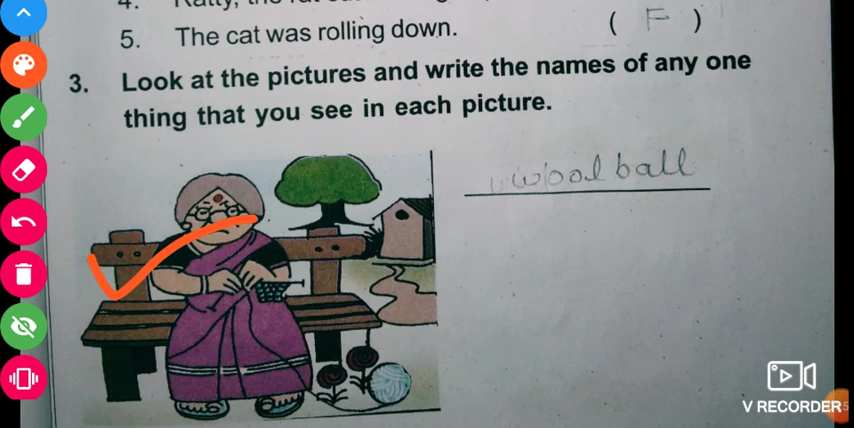 5. The cat was rolling down. ( F )
3. Look at the pictures and write the names of any one
thing that you see in each picture.
wool ball
V RECORDER